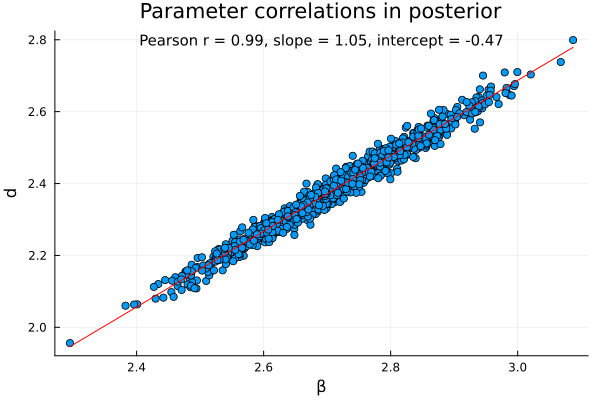 Parameter correlations in posterior
Pearson r = 0.99, slope = 1.05, intercept = -0.47
2.8
2.6
2.4
2.2
2.0
d
2.4 2.6 2.8 3.0
β